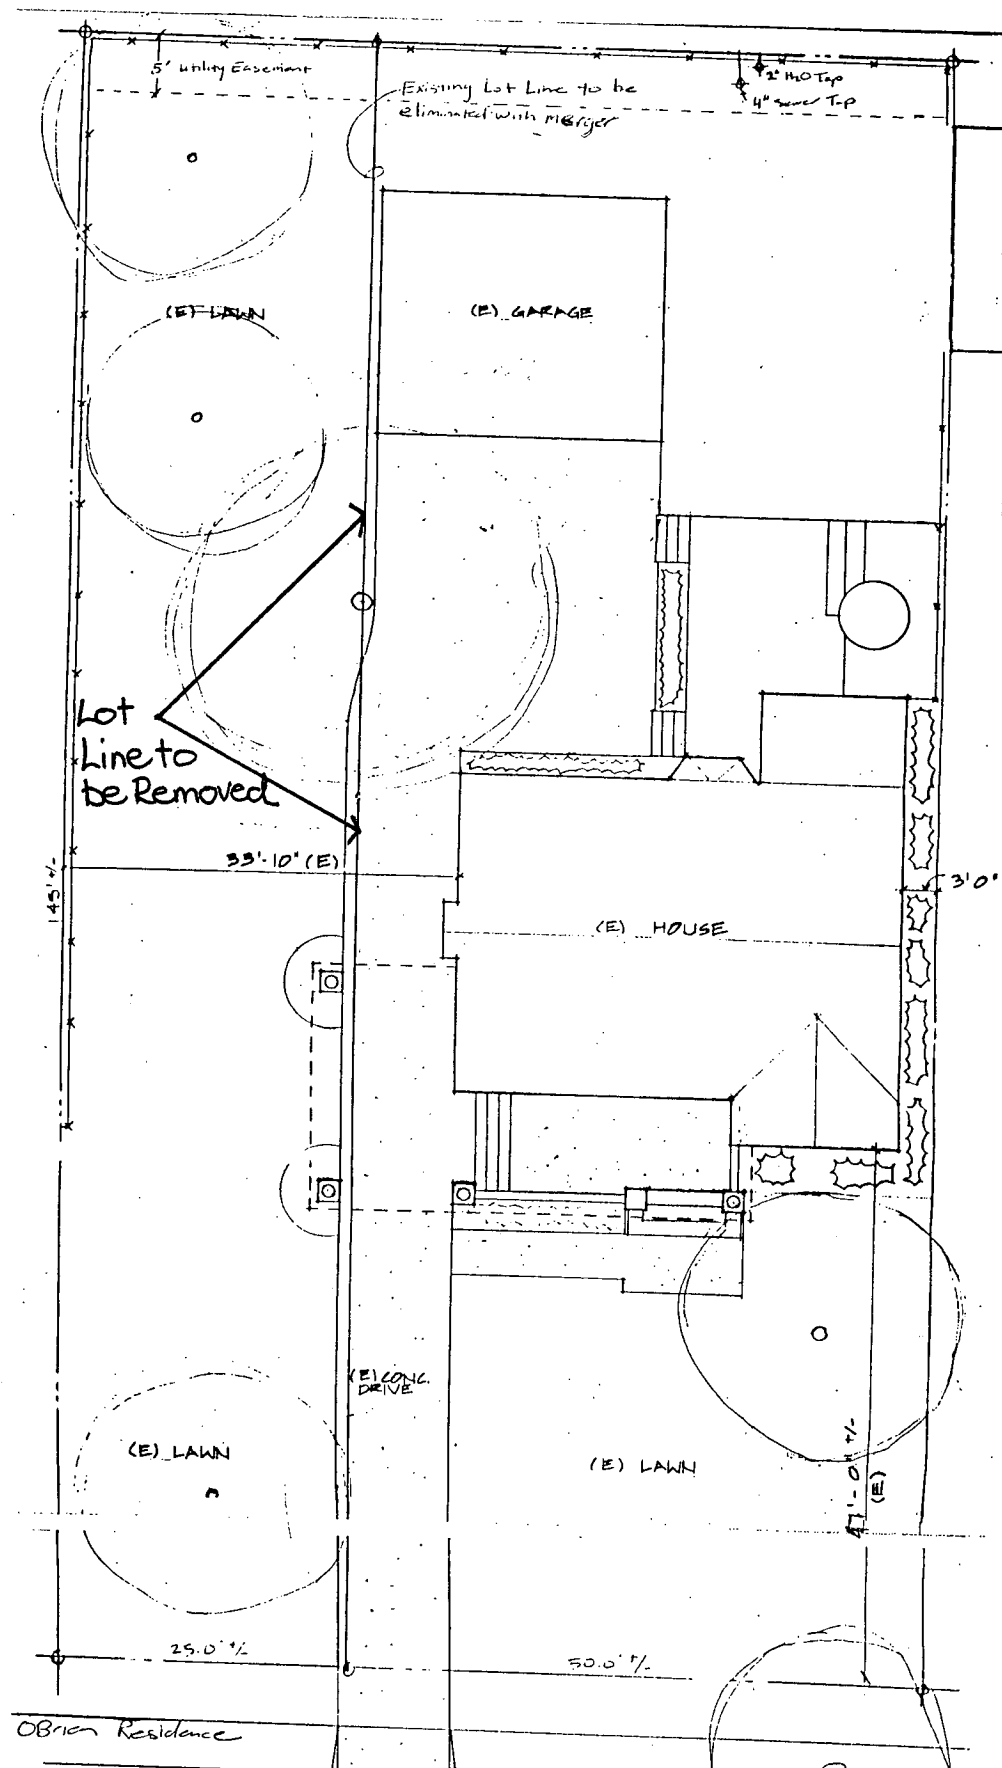 5' Utility Easement
2" H2O Tap
4" sewer Tap
Existing Lot Line to be
eliminated with Merger
(E) LAWN
(E) GARAGE
Lot
Line to
be Removed
33'-10" (E)
145' +/-
3'0"
(E) HOUSE
(E) CONC.
DRIVE
(E) LAWN
(E) LAWN
47'-0" +/-
(E)
25.0' +/-
50.0' +/-
OBrien Residence